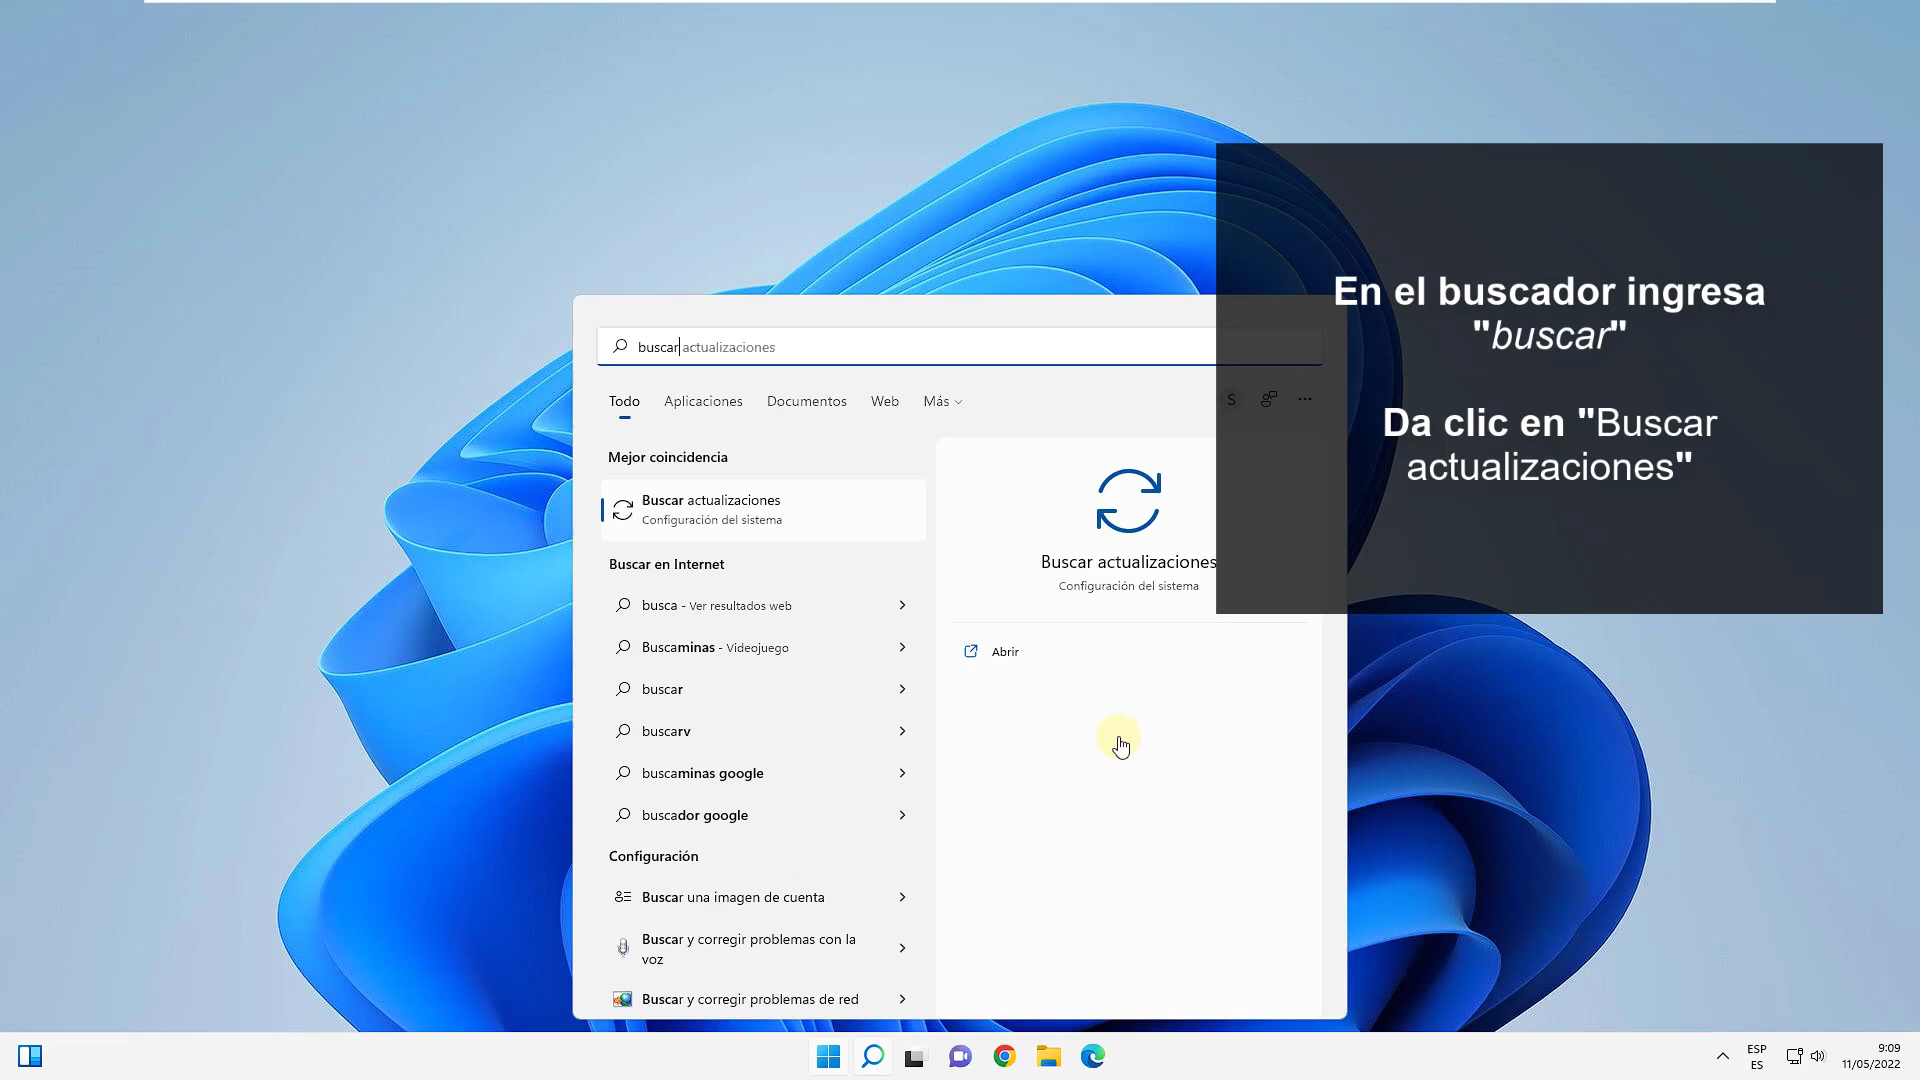 En el buscador ingresa
"buscar"
Da clic en "Buscar
actualizaciones"
buscar actualizaciones
Todo Aplicaciones Documentos Web Más
S
Mejor coincidencia
Buscar actualizaciones
Configuración del sistema
Buscar en Internet
busca - Ver resultados web
Buscaminas - Videojuego
buscar
buscarv
buscaminas google
buscador google
Configuración
Buscar una imagen de cuenta
Buscar y corregir problemas con la
voz
Buscar y corregir problemas de red
Buscar actualizaciones
Configuración del sistema
Abrir
ESP
ES
9:09
11/05/2022